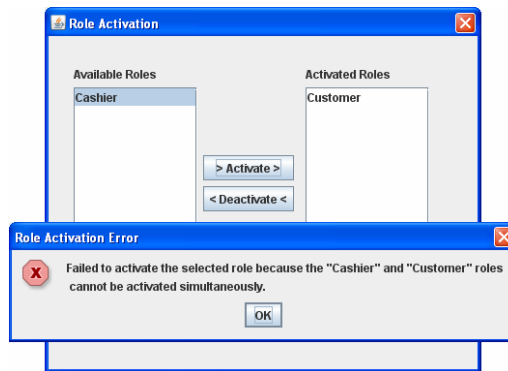 Role Activation
Available Roles
Activated Roles
Cashier
Customer
> Activate >
< Deactivate <
Role Activation Error
Failed to activate the selected role because the "Cashier" and "Customer" roles
cannot be activated simultaneously.
OK